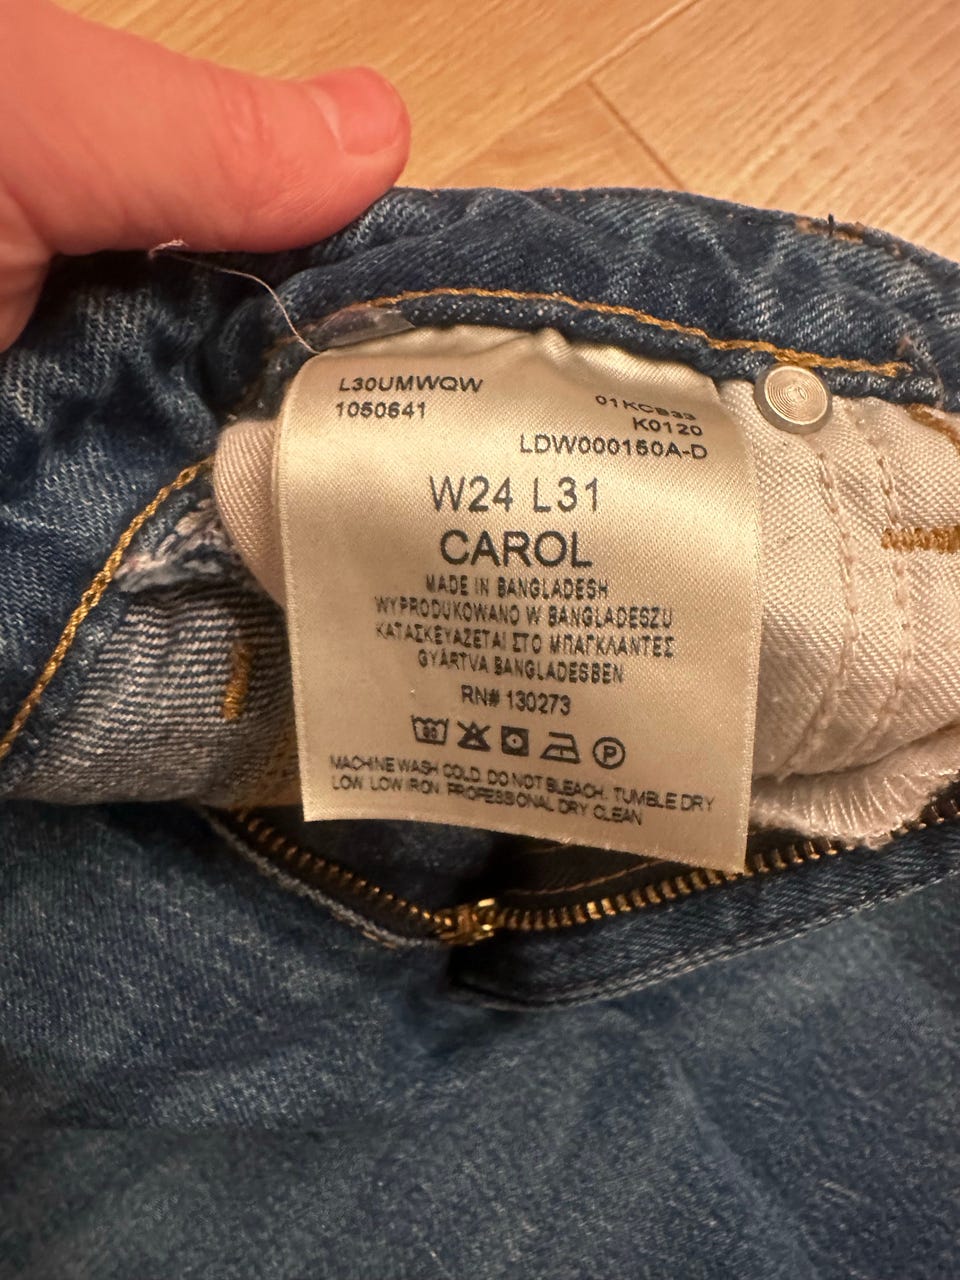 L30UMWQW
1050641
01KCB33
K0120
LDW000150A-D
W24 L31
CAROL
MADE IN BANGLADESH
WYPRODUKOWANO W BANGLADESZU
ΚΑΤΑΣΚΕΥΑΖΕΤΑΙ ΣΤΟ ΜΠΑΓΚΛΑΝΤΕΣ
GYÁRTVA BANGLADESBEN
RN# 130273
P
MACHINE WASH COLD. DO NOT BLEACH. TUMBLE DRY
LOW. LOW IRON. PROFESSIONAL DRY CLEAN